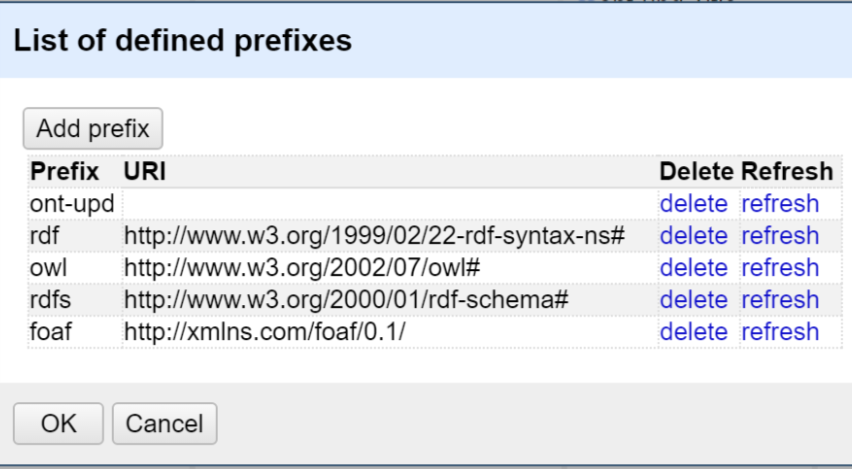 List of defined prefixes
Add prefix
Prefix URI Delete Refresh
ont-upd delete refresh
rdf http://www.w3.org/1999/02/22-rdf-syntax-ns# delete refresh
owl http://www.w3.org/2002/07/owl# delete refresh
rdfs http://www.w3.org/2000/01/rdf-schema# delete refresh
foaf http://xmlns.com/foaf/0.1/ delete refresh
OK Cancel